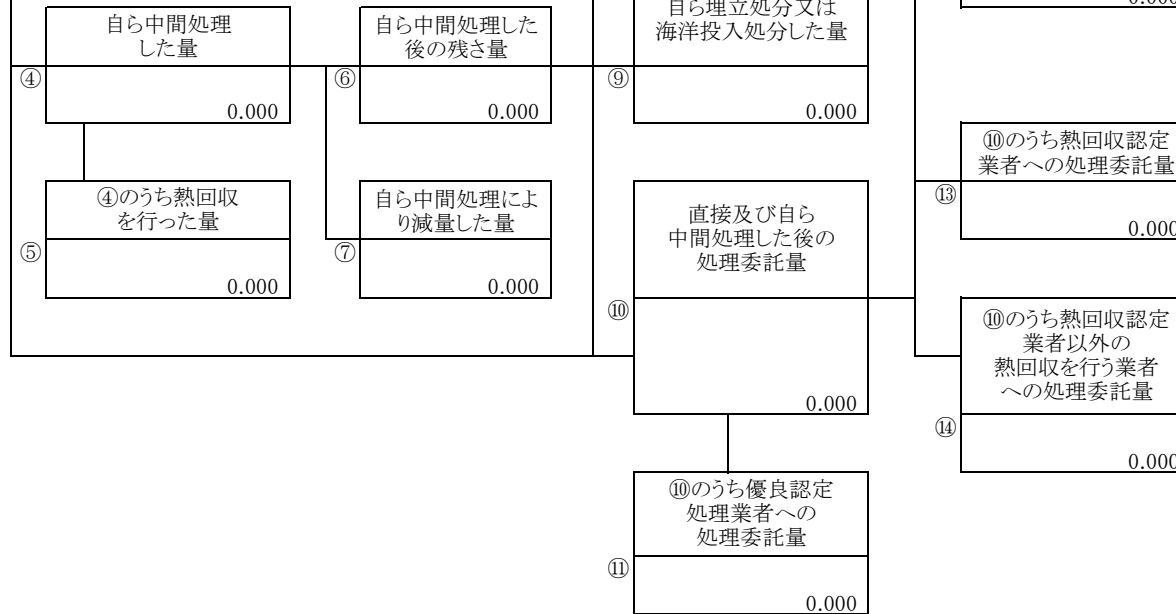 自ら中間処理
した量
④
0.000
④のうち熱回収
を行った量
⑤
0.000
自ら中間処理した
後の残さ量
⑥
0.000
自ら中間処理によ
り減量した量
⑦
0.000
自ら埋立処分又は
海洋投入処分した量
⑨
0.000
直接及び自ら
中間処理した後の
処理委託量
⑩
0.000
⑩のうち優良認定
処理業者への
処理委託量
⑪
0.000
0.000
⑩のうち熱回収認定
業者への処理委託量
⑬
0.000
⑩のうち熱回収認定
業者以外の
熱回収を行う業者
への処理委託量
⑭
0.000